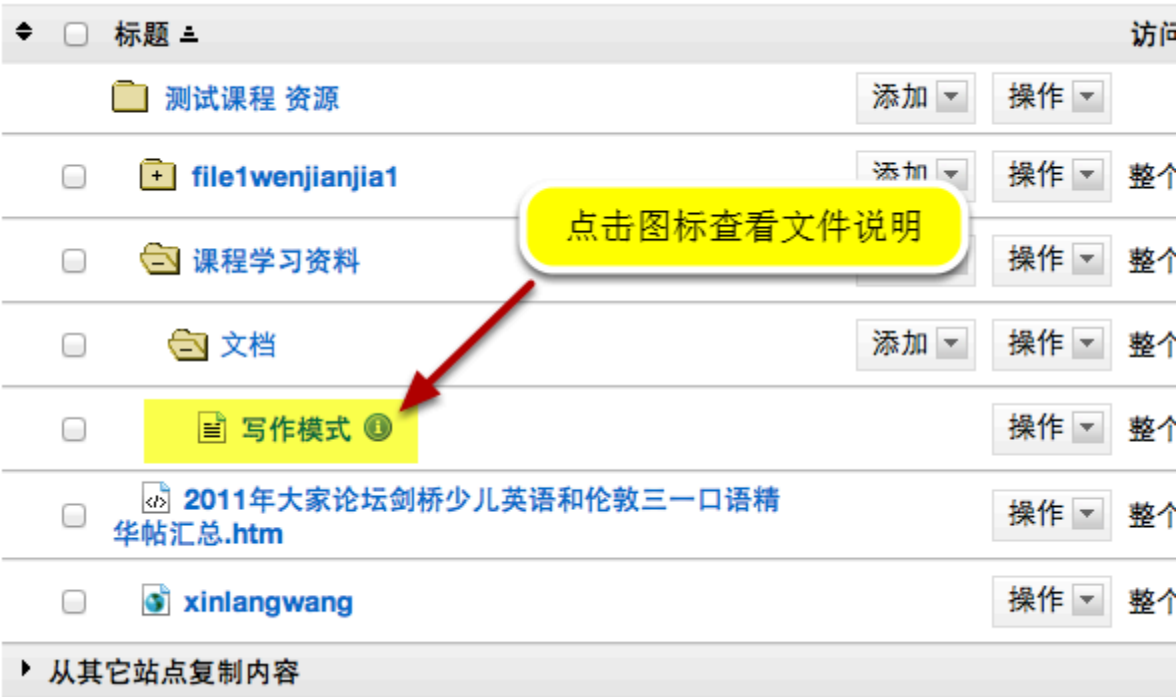 标题 访问
测试课程 资源 添加 操作
file1wenjianjia1 添加 操作 整个
点击图标查看文件说明
课程学习资料 操作 整个
文档 添加 操作 整个
写作模式 操作 整个
2011年大家论坛剑桥少儿英语和伦敦三一口语精
华帖汇总.htm 操作 整个
xinlangwang 操作 整个
从其它站点复制内容